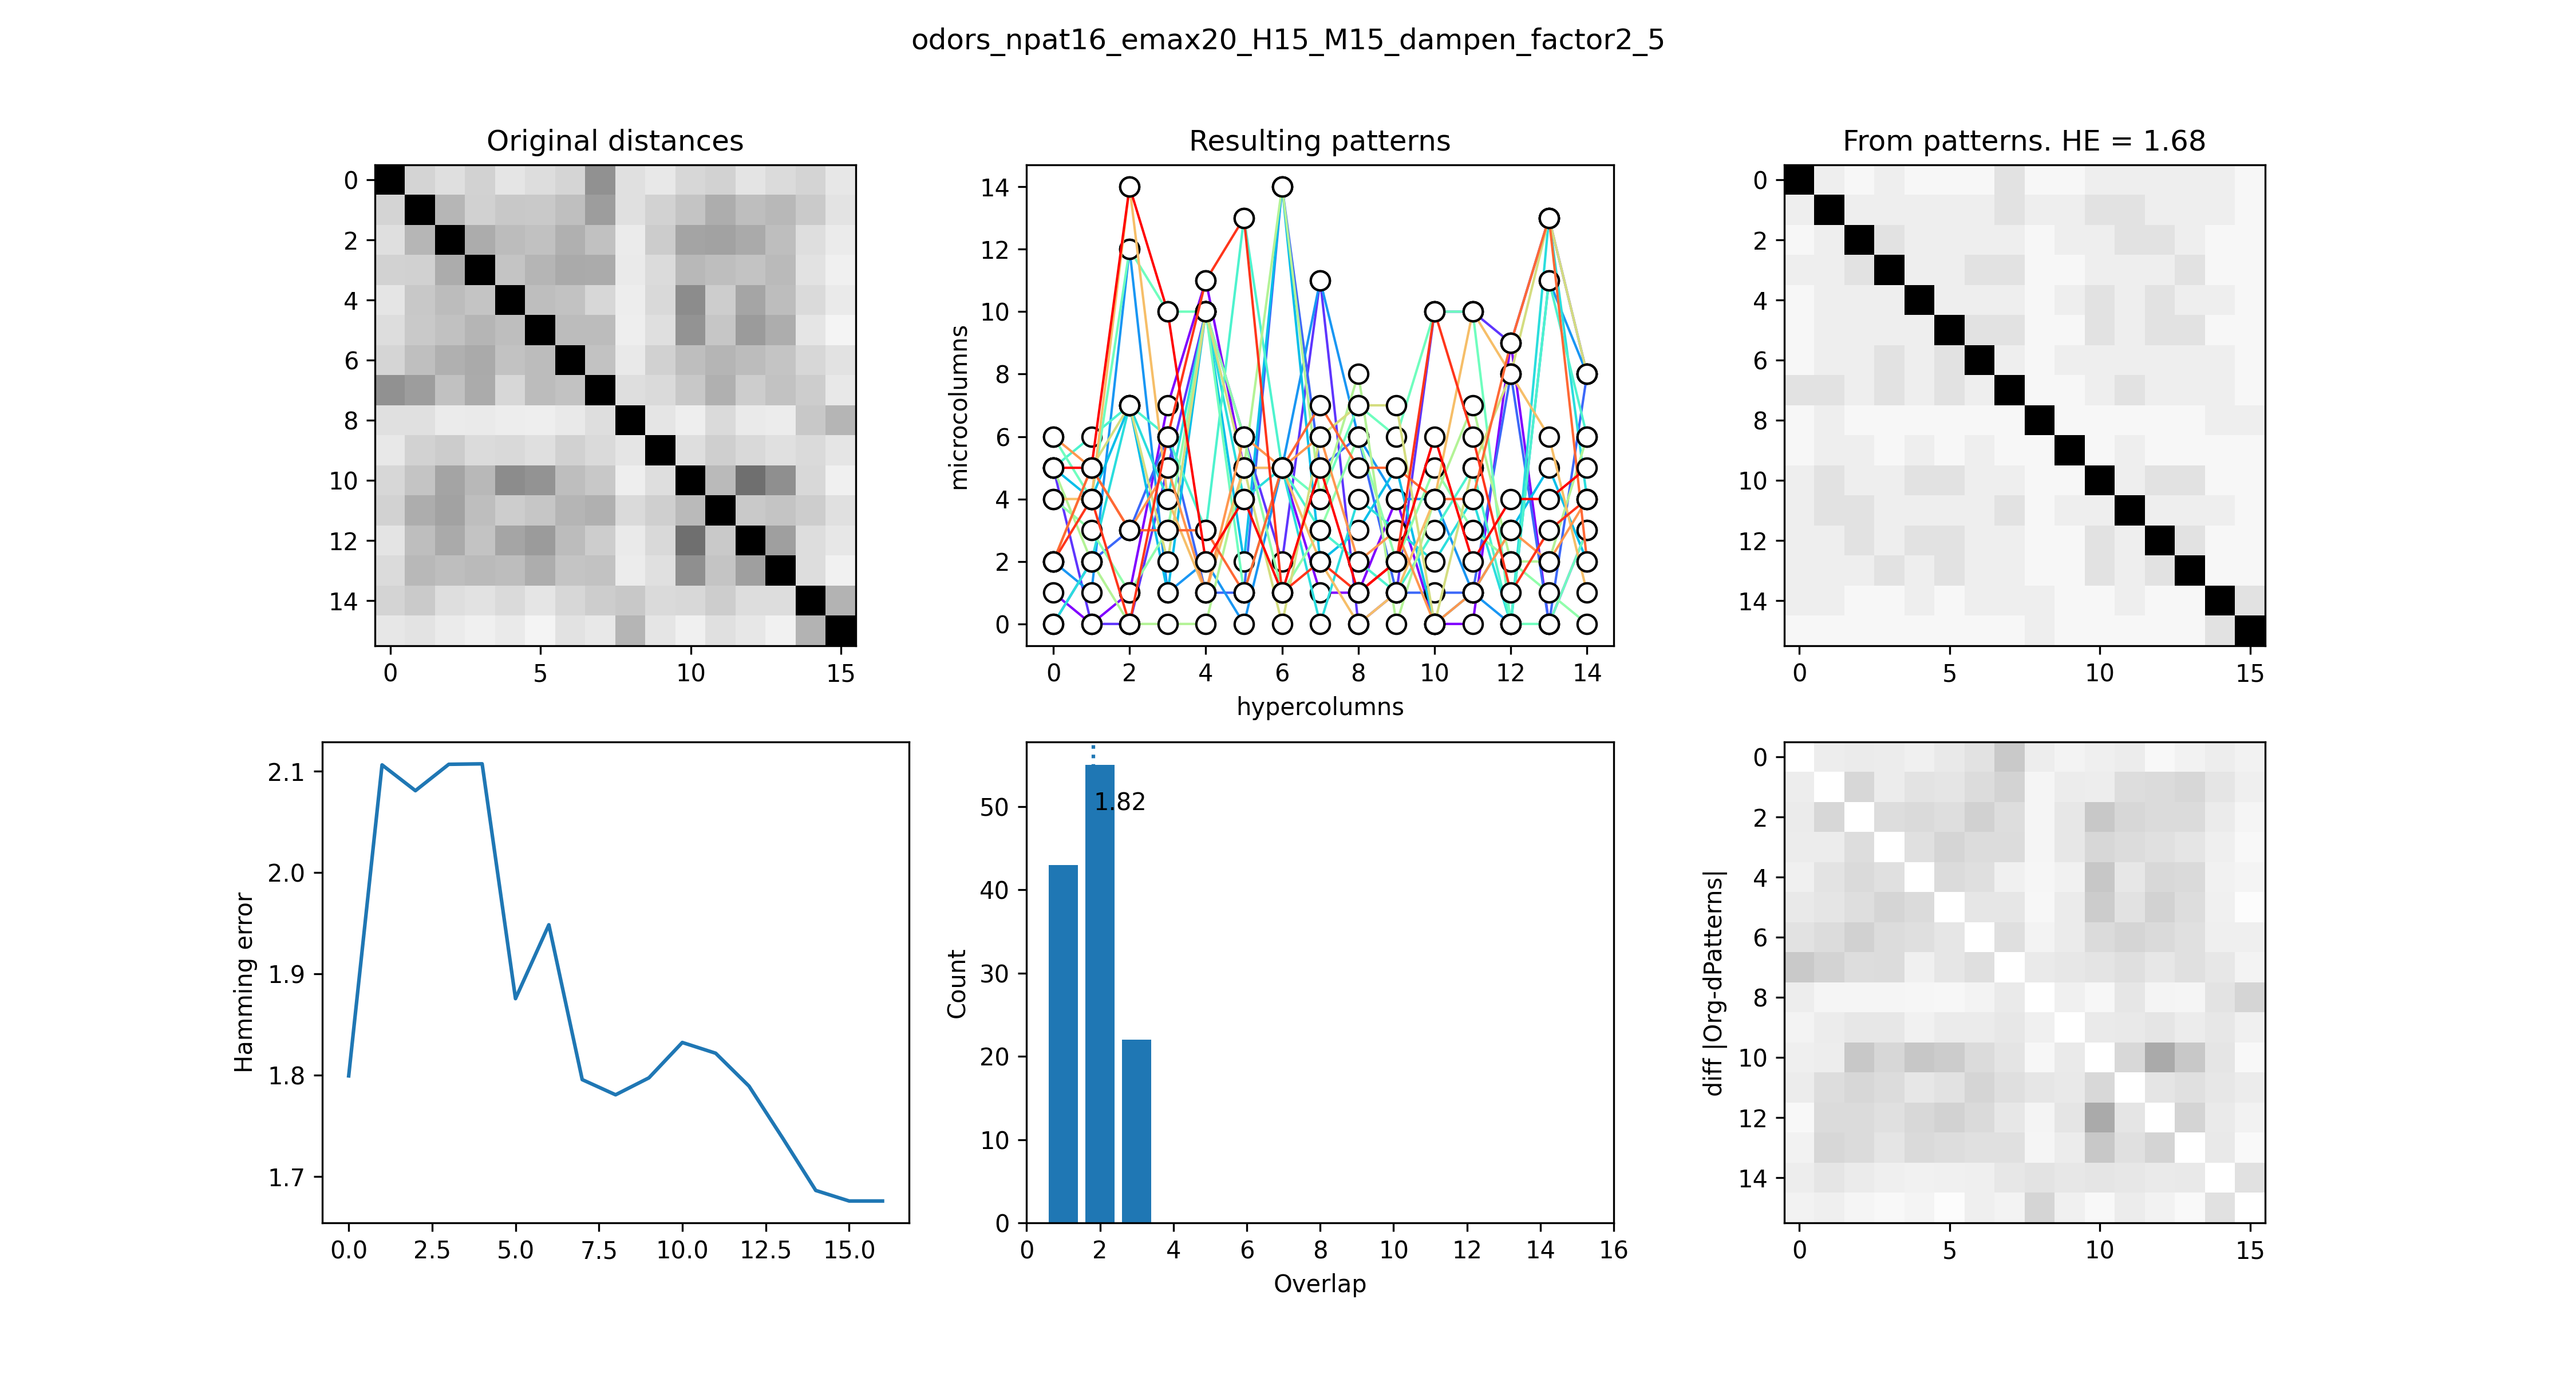 odors_npat16_emax20_H15_M15_dampen_factor2_5
Original distances
0
2
4
6
8
10
12
14
0 5 10 15
Resulting patterns
microcolumns
14
12
10
8
6
4
2
0
0 2 4 6 8 10 12 14
hypercolumns
From patterns. HE = 1.68
0
2
4
6
8
10
12
14
0 5 10 15
Hamming error
2.1
2.0
1.9
1.8
1.7
0.0 2.5 5.0 7.5 10.0 12.5 15.0
Count
50
40
30
20
10
0
1.82
0 2 4 6 8 10 12 14 16
Overlap
diff |Org-dPatterns|
0
2
4
6
8
10
12
14
0 5 10 15